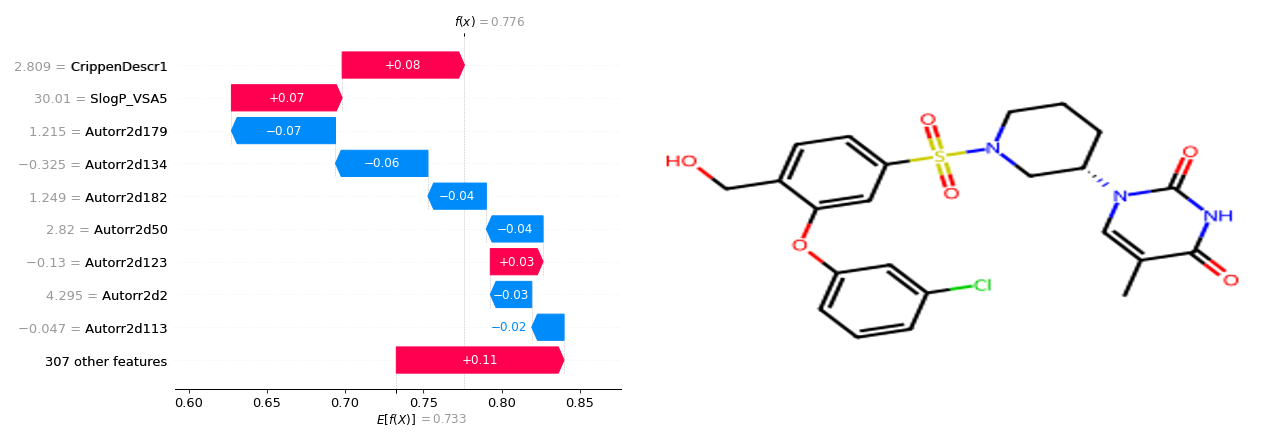 f(x) = 0.776
2.809 = CrippenDescr1
+0.08
30.01 = SlogP_VSA5
+0.07
1.215 = Autorr2d179
−0.07
−0.325 = Autorr2d134
−0.06
1.249 = Autorr2d182
−0.04
2.82 = Autorr2d50
−0.04
−0.13 = Autorr2d123
+0.03
4.295 = Autorr2d2
−0.03
−0.047 = Autorr2d113
−0.02
307 other features
+0.11
0.60 0.65 0.70 0.75 0.80 0.85
E[f(X)] = 0.733
HO
O
S
O
N
N
O
NH
O
O
Cl